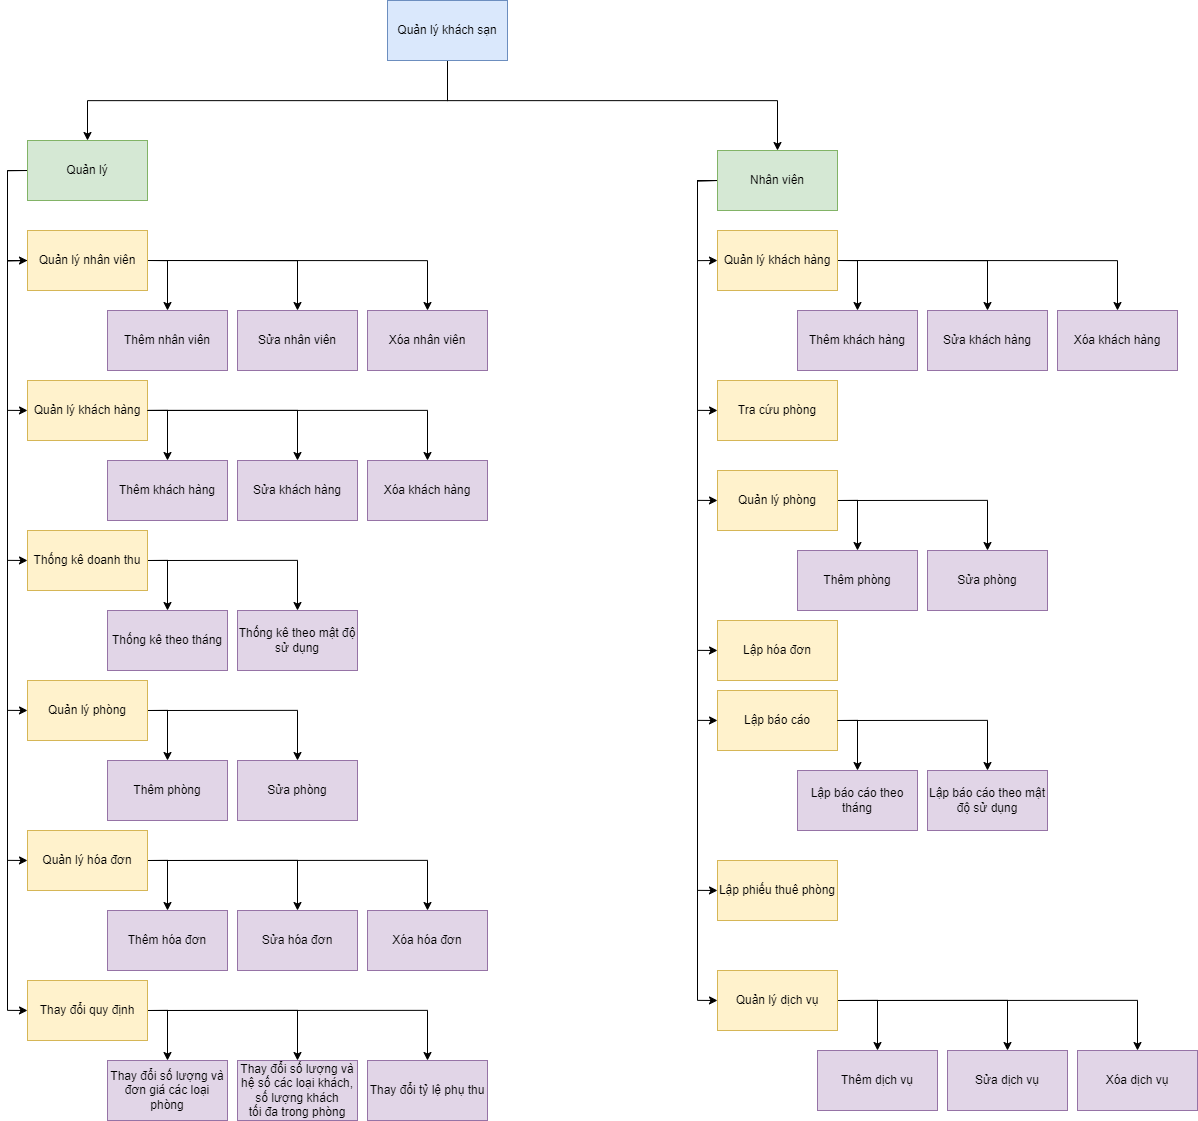 Quản lý khách sạn
Quản lý
Quản lý nhân viên
Thêm nhân viên
Sửa nhân viên
Xóa nhân viên
Quản lý khách hàng
Thêm khách hàng
Sửa khách hàng
Xóa khách hàng
Thống kê doanh thu
Thống kê theo tháng
Thống kê theo mật độ
sử dụng
Quản lý phòng
Thêm phòng
Sửa phòng
Quản lý hóa đơn
Thêm hóa đơn
Sửa hóa đơn
Xóa hóa đơn
Thay đổi quy định
Thay đổi số lượng và
đơn giá các loại
phòng
Thay đổi số lượng và
hệ số các loại khách,
số lượng khách
tối đa trong phòng
Thay đổi tỷ lệ phụ thu
Nhân viên
Quản lý khách hàng
Thêm khách hàng
Sửa khách hàng
Xóa khách hàng
Tra cứu phòng
Quản lý phòng
Thêm phòng
Sửa phòng
Lập hóa đơn
Lập báo cáo
Lập báo cáo theo
tháng
Lập báo cáo theo mật
độ sử dụng
Lập phiếu thuê phòng
Quản lý dịch vụ
Thêm dịch vụ
Sửa dịch vụ
Xóa dịch vụ